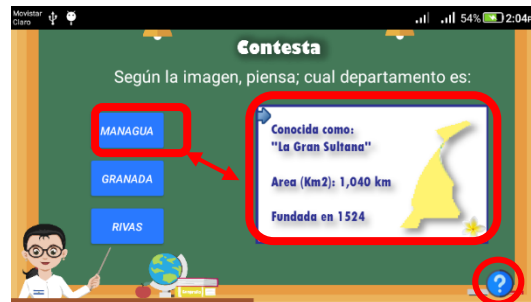 Movistar
Claro
54% 2:04
Contesta
Según la imagen, piensa; cual departamento es:
MANAGUA
GRANADA
RIVAS
Conocida como:
"La Gran Sultana"
Area (Km2): 1,040 km
Fundada en 1524
?